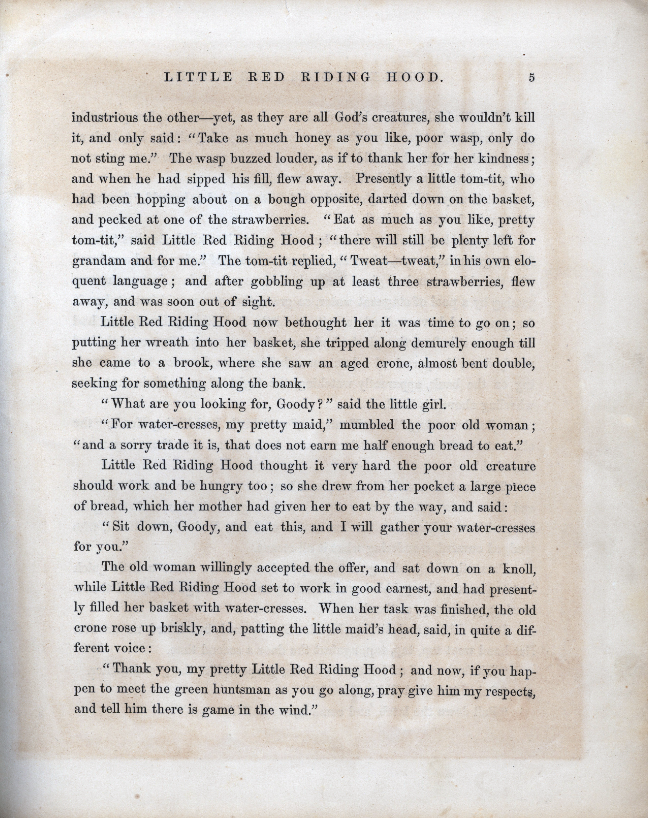 LITTLE RED RIDING HOOD. 5
industrious the other—yet, as they are all God's creatures, she wouldn't kill
it, and only said: "Take as much honey as you like, poor wasp, only do
not sting me." The wasp buzzed louder, as if to thank her for her kindness;
and when he had sipped his fill, flew away. Presently a little tom-tit, who
had been hopping about on a bough opposite, darted down on the basket,
and pecked at one of the strawberries. "Eat as much as you like, pretty
tom-tit," said Little Red Riding Hood; "there will still be plenty left for
grandam and for me." The tom-tit replied, "Tweat—tweat," in his own elo-
quent language; and after gobbling up at least three strawberries, flew
away, and was soon out of sight.
Little Red Riding Hood now bethought her it was time to go on; so
putting her wreath into her basket, she tripped along demurely enough till
she came to a brook, where she saw an aged crone, almost bent double,
seeking for something along the bank.
"What are you looking for, Goody?" said the little girl.
"For water-cresses, my pretty maid," mumbled the poor old woman;
"and a sorry trade it is, that does not earn me half enough bread to eat."
Little Red Riding Hood thought it very hard the poor old creature
should work and be hungry too; so she drew from her pocket a large piece
of bread, which her mother had given her to eat by the way, and said:
"Sit down, Goody, and eat this, and I will gather your water-cresses
for you."
The old woman willingly accepted the offer, and sat down on a knoll,
while Little Red Riding Hood set to work in good earnest, and had present-
ly filled her basket with water-cresses. When her task was finished, the old
crone rose up briskly, and, patting the little maid's head, said, in quite a dif-
ferent voice:
"Thank you, my pretty Little Red Riding Hood; and now, if you hap-
pen to meet the green huntsman as you go along, pray give him my respects,
and tell him there is game in the wind."